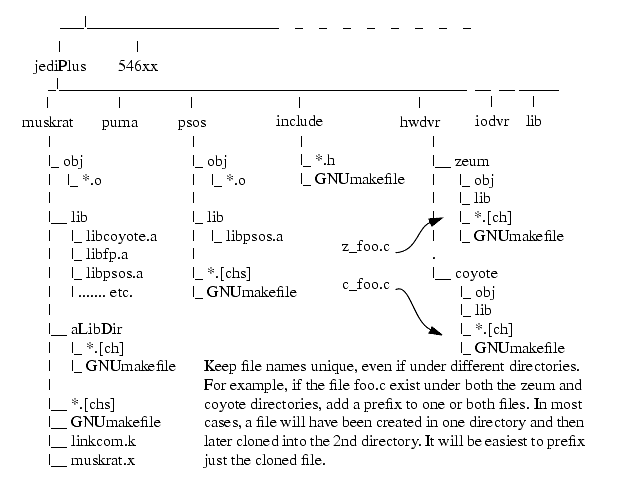 jediPlus 546xx
muskrat puma psos include hwdvr iodvr lib
|_ obj |_ obj |_ *.h |__ zeum
|_ *.o |_ *.o |_ GNUmakefile |_ obj
|_ lib
|__ lib |_ lib |_ *.[ch]
|_ libcoyote.a |_ libpsos.a z_foo.c |_ GNUmakefile
|_ libfp.a
|_ libpsos.a |_ *.[chs] |__ coyote
|....... etc. |_ GNUmakefile c_foo.c |_ obj
|_ lib
|__ aLibDir |_ *.[ch]
|_ *.[ch] |_ GNUmakefile
|_ GNUmakefile
|__ *.[chs]
|__ GNUmakefile
|__ linkcom.k
|__ muskrat.x
Keep file names unique, even if under different directories.
For example, if the file foo.c exist under both the zeum and
coyote directories, add a prefix to one or both files. In most
cases, a file will have been created in one directory and then
later cloned into the 2nd directory. It will be easiest to prefix
just the cloned file.